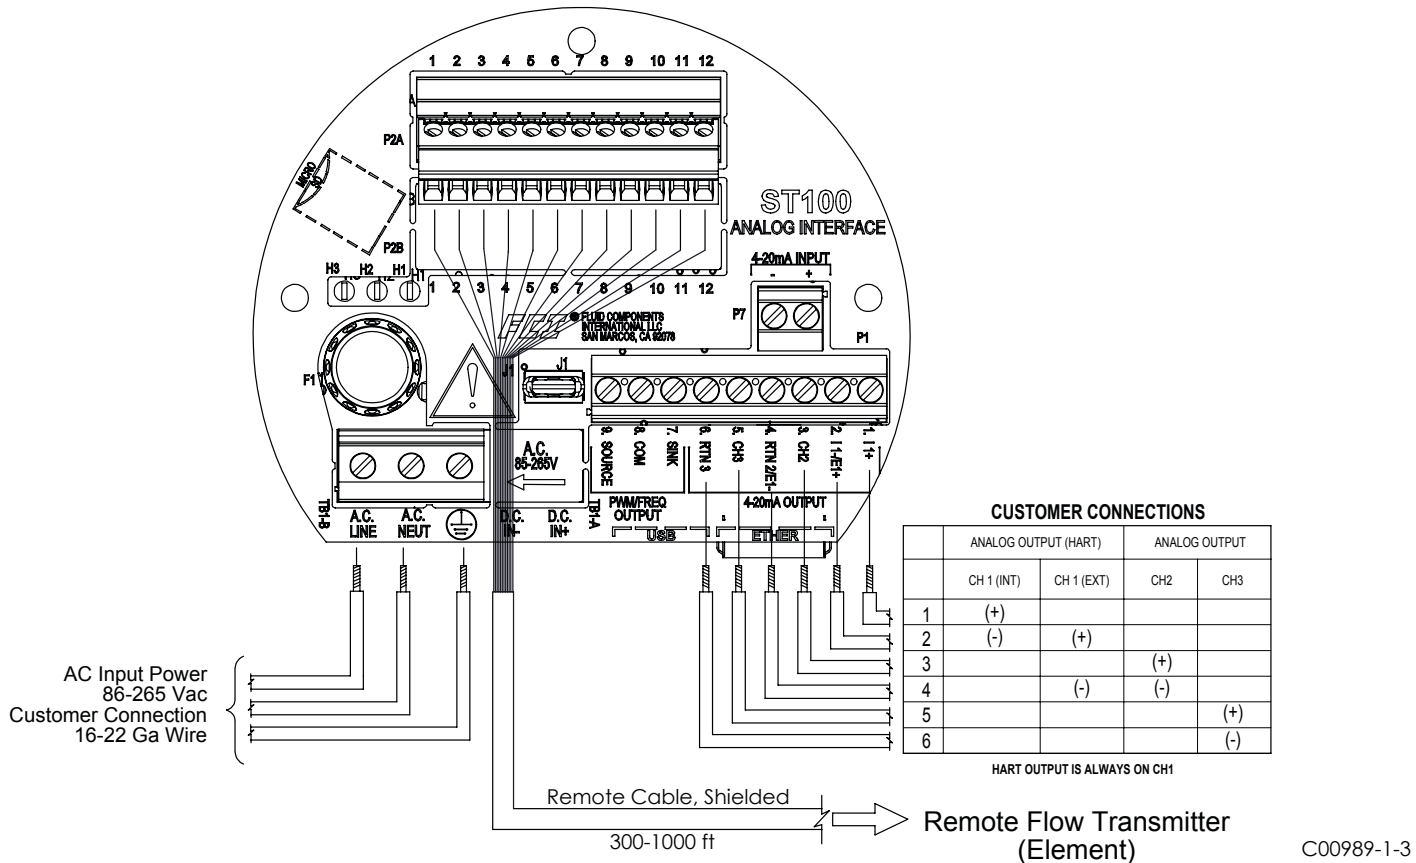 1 2 3 4 5 6 7 8 9 10 11 12
A
P2A
MICRO SD
B
ST100
ANALOG INTERFACE
P2B
4-20mA INPUT
- +
H3 H2 H1
H1
1 2 3 4 5 6 7 8 9 10 11 12
P7
FCI
FLUID COMPONENTS
INTERNATIONAL LLC
SAN MARCOS, CA 92078
P1
F1
J1
J1
!
A.C.
85-265V
9. SOURCE
8. COM
7. SINK
6. RTN 3
5. CH3
4. RTN 2/E1-
3. CH2
2. I 1-/E1+
1. I 1+
TB1-B
A.C.
LINE
A.C.
NEUT
D.C.
IN-
D.C.
IN+
TB1-A
PWM/FREQ
OUTPUT
4-20mA OUTPUT
USB
ETHER
CUSTOMER CONNECTIONS
ANALOG OUTPUT (HART) ANALOG OUTPUT
CH 1 (INT) CH 1 (EXT) CH2 CH3
1 (+)
2 (-) (+)
3 (+)
4 (-) (-)
5 (+)
6 (-)
HART OUTPUT IS ALWAYS ON CH1
AC Input Power
86-265 Vac
Customer Connection
16-22 Ga Wire
Remote Cable, Shielded
300-1000 ft
Remote Flow Transmitter
(Element)
C00989-1-3